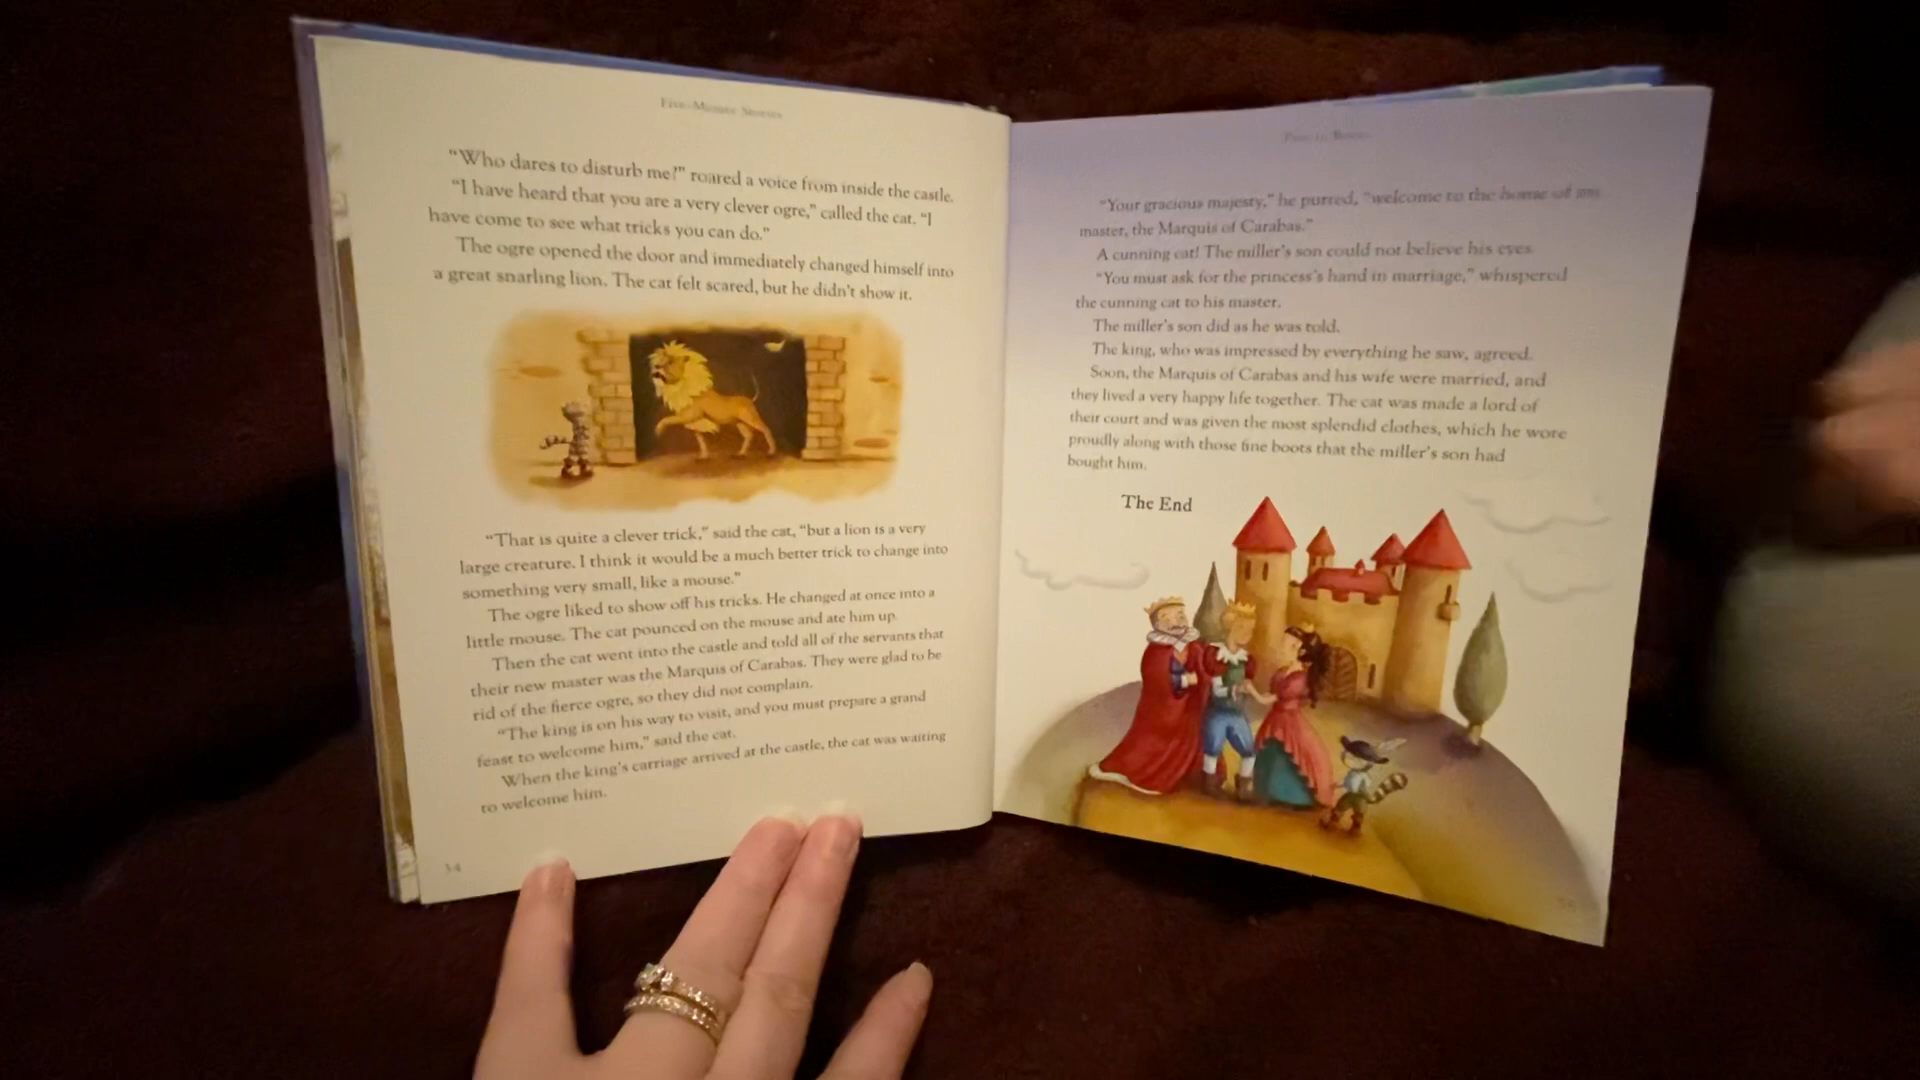 Five-Minute Stories
"Who dares to disturb me?" roared a voice from inside the castle.
"I have heard that you are a very clever ogre," called the cat. "I
have come to see what tricks you can do."
The ogre opened the door and immediately changed himself into
a great snarling lion. The cat felt scared, but he didn't show it.
"That is quite a clever trick," said the cat, "but a lion is a very
large creature. I think it would be a much better trick to change into
something very small, like a mouse."
The ogre liked to show off his tricks. He changed at once into a
little mouse. The cat pounced on the mouse and ate him up.
Then the cat went into the castle and told all of the servants that
their new master was the Marquis of Carabas. They were glad to be
rid of the fierce ogre, so they did not complain.
"The king is on his way to visit, and you must prepare a grand
feast to welcome him," said the cat.
When the king's carriage arrived at the castle, the cat was waiting
to welcome him.
34
Puss in Boots
"Your gracious majesty," he purred, "welcome to the home of my
master, the Marquis of Carabas."
A cunning cat! The miller's son could not believe his eyes.
"You must ask for the princess's hand in marriage," whispered
the cunning cat to his master.
The miller's son did as he was told.
The king, who was impressed by everything he saw, agreed.
Soon, the Marquis of Carabas and his wife were married, and
they lived a very happy life together. The cat was made a lord of
their court and was given the most splendid clothes, which he wore
proudly along with those fine boots that the miller's son had
bought him.
The End